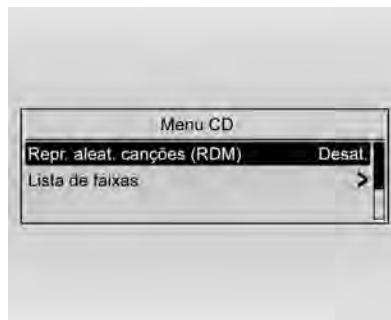 Menu CD
Repr. aleat. canções (RDM) Desat.
Lista de faixas >